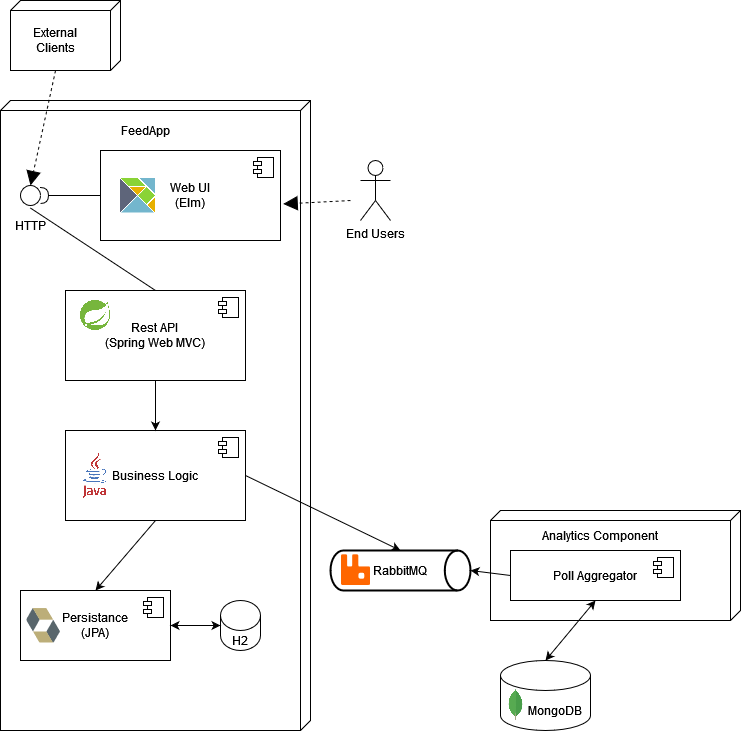 External
Clients
FeedApp
Web UI
(Elm)
HTTP
End Users
Rest API
(Spring Web MVC)
Business Logic
Java
RabbitMQ
Analytics Component
Poll Aggregator
Persistance
(JPA)
H2
MongoDB